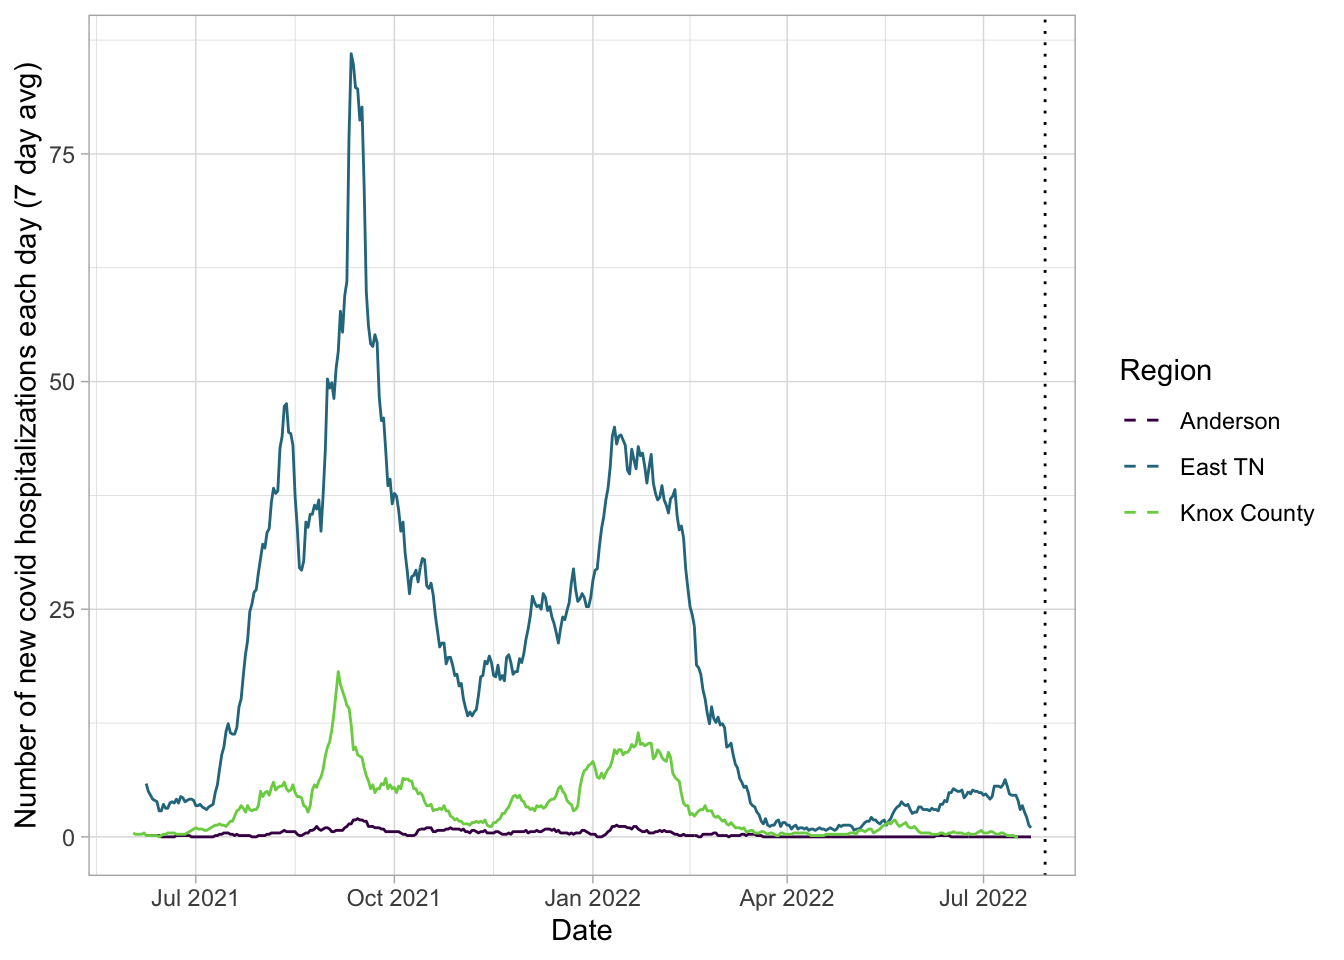 Number of new covid hospitalizations each day (7 day avg)
75
50
25
0
Jul 2021
Oct 2021
Jan 2022
Apr 2022
Jul 2022
Date
Region
Anderson
East TN
Knox County